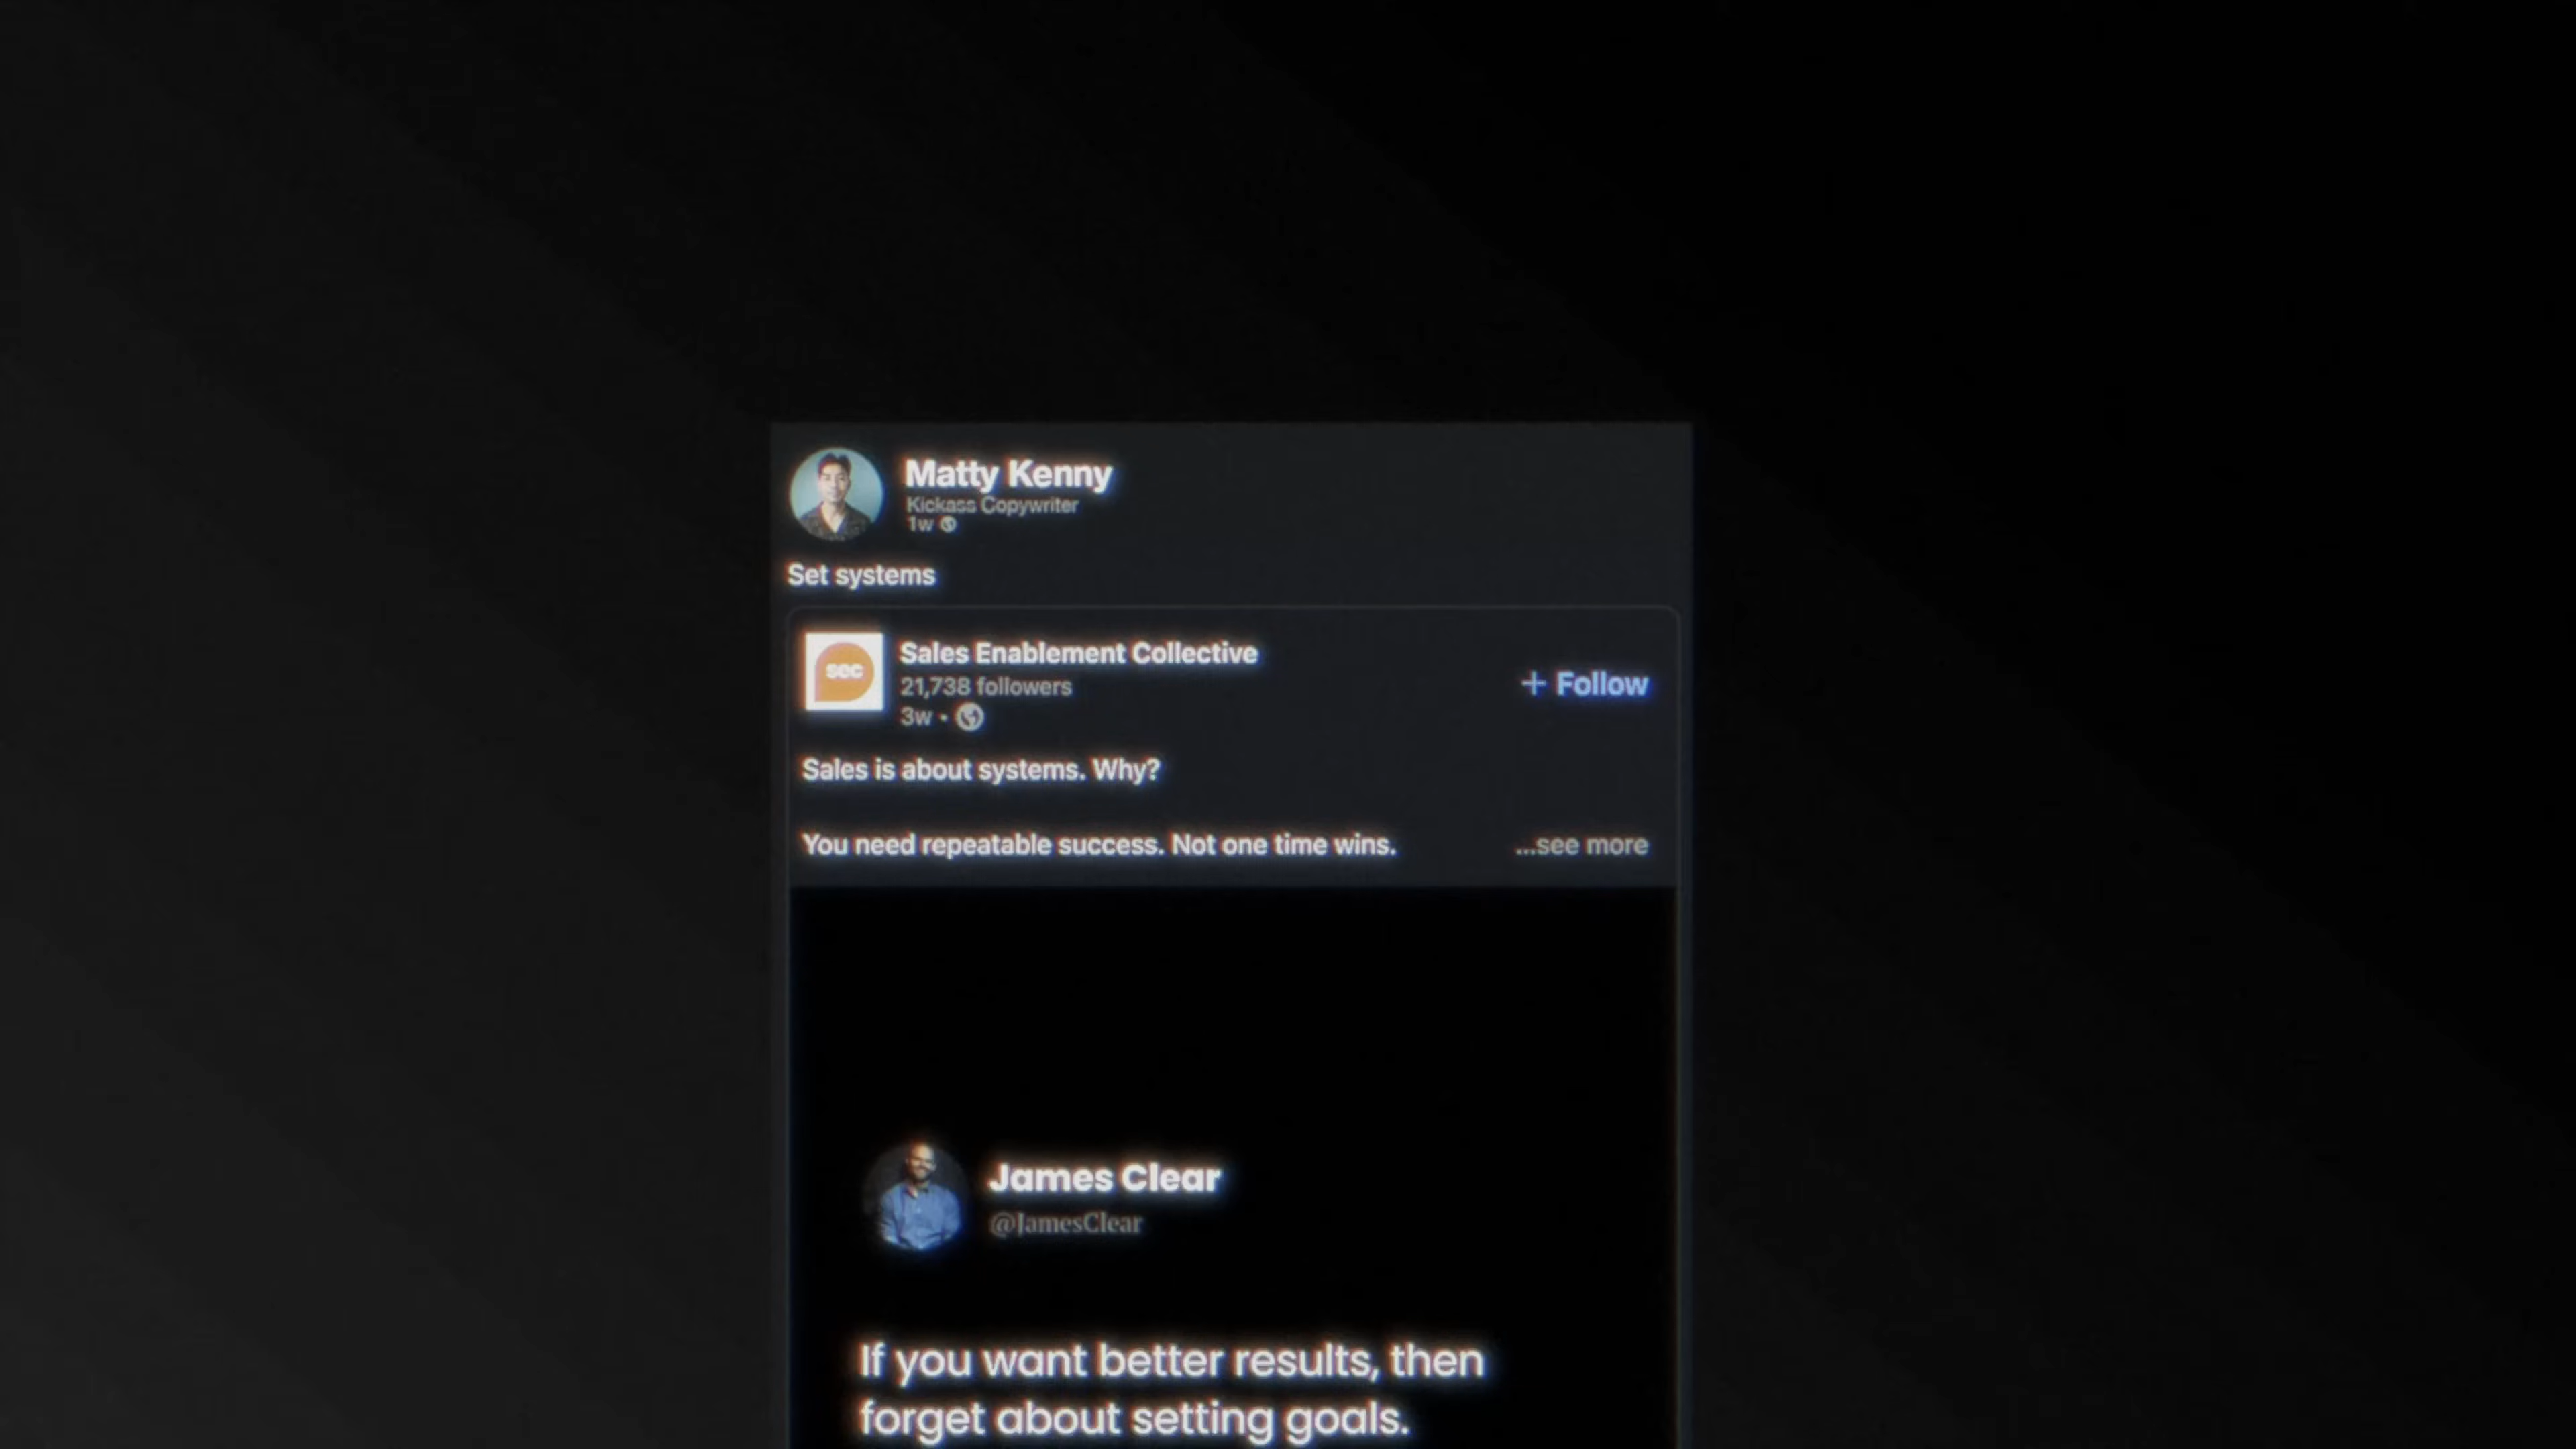 Matty Kenny
Kickass Copywriter
1w
Set systems
sec
Sales Enablement Collective
21,738 followers
3w •
+ Follow
Sales is about systems. Why?
You need repeatable success. Not one time wins.
...see more
James Clear
@JamesClear
If you want better results, then
forget about setting goals.